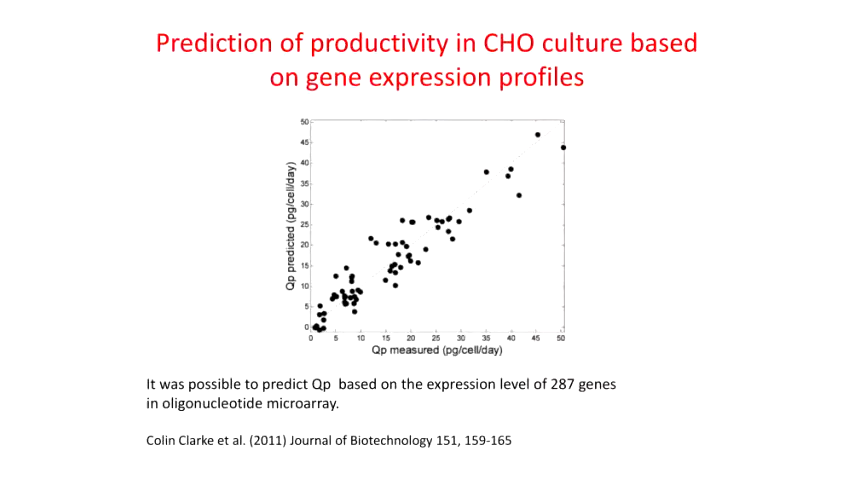 Prediction of productivity in CHO culture based
on gene expression profiles
50
45
40
35
30
25
20
15
10
5
0
Qp predicted (pg/cell/day)
0 5 10 15 20 25 30 35 40 45 50
Qp measured (pg/cell/day)
It was possible to predict Qp based on the expression level of 287 genes
in oligonucleotide microarray.
Colin Clarke et al. (2011) Journal of Biotechnology 151, 159-165